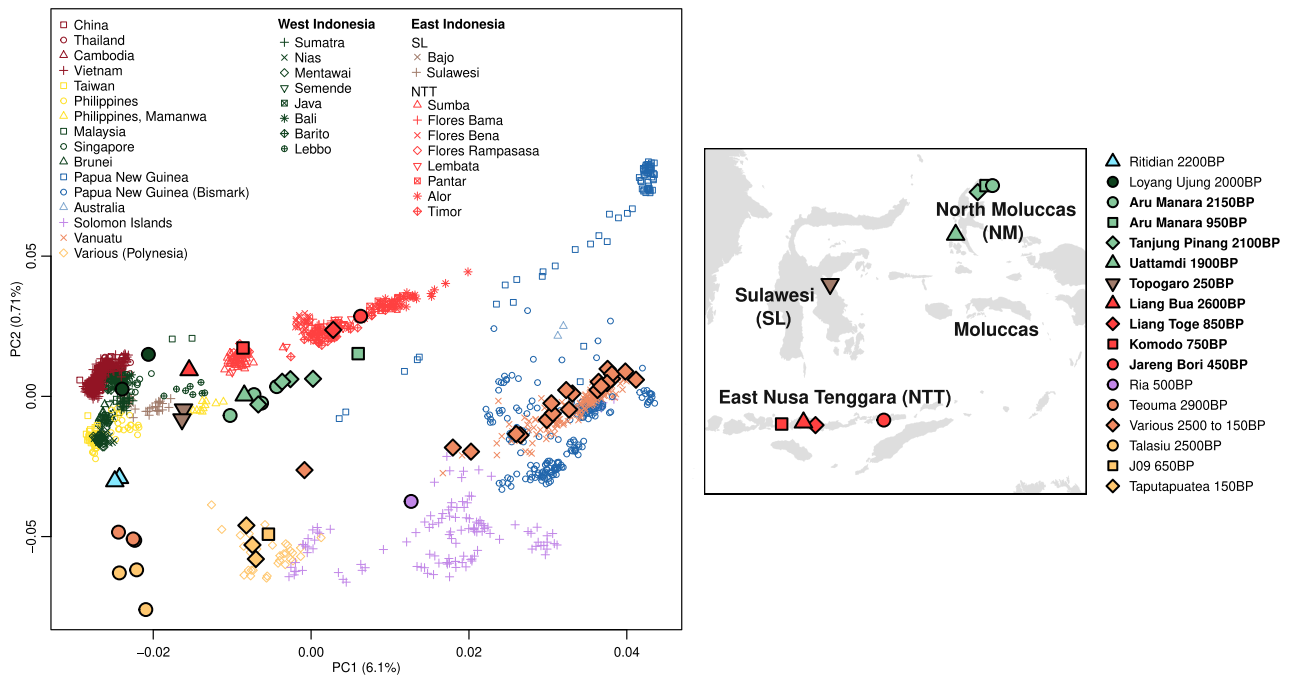 China
Thailand
Cambodia
Vietnam
Taiwan
Philippines
Philippines, Mamanwa
Malaysia
Singapore
Brunei
Papua New Guinea
Papua New Guinea (Bismark)
Australia
Solomon Islands
Vanuatu
Various (Polynesia)
West Indonesia
Sumatra
Nias
Mentawai
Semende
Java
Bali
Barito
Lebbo
East Indonesia
SL
Bajo
Sulawesi
NTT
Sumba
Flores Bama
Flores Bena
Flores Rampasasa
Lembata
Pantar
Alor
Timor
PC2 (0.71%)
0.05
0.00
−0.05
−0.02
0.00
0.02
0.04
PC1 (6.1%)
North Moluccas
(NM)
Sulawesi
(SL)
Moluccas
East Nusa Tenggara (NTT)
Ritidian 2200BP
Loyang Ujung 2000BP
Aru Manara 2150BP
Aru Manara 950BP
Tanjung Pinang 2100BP
Uattamdi 1900BP
Topogaro 250BP
Liang Bua 2600BP
Liang Toge 850BP
Komodo 750BP
Jareng Bori 450BP
Ria 500BP
Teouma 2900BP
Various 2500 to 150BP
Talasiu 2500BP
J09 650BP
Taputapuatea 150BP